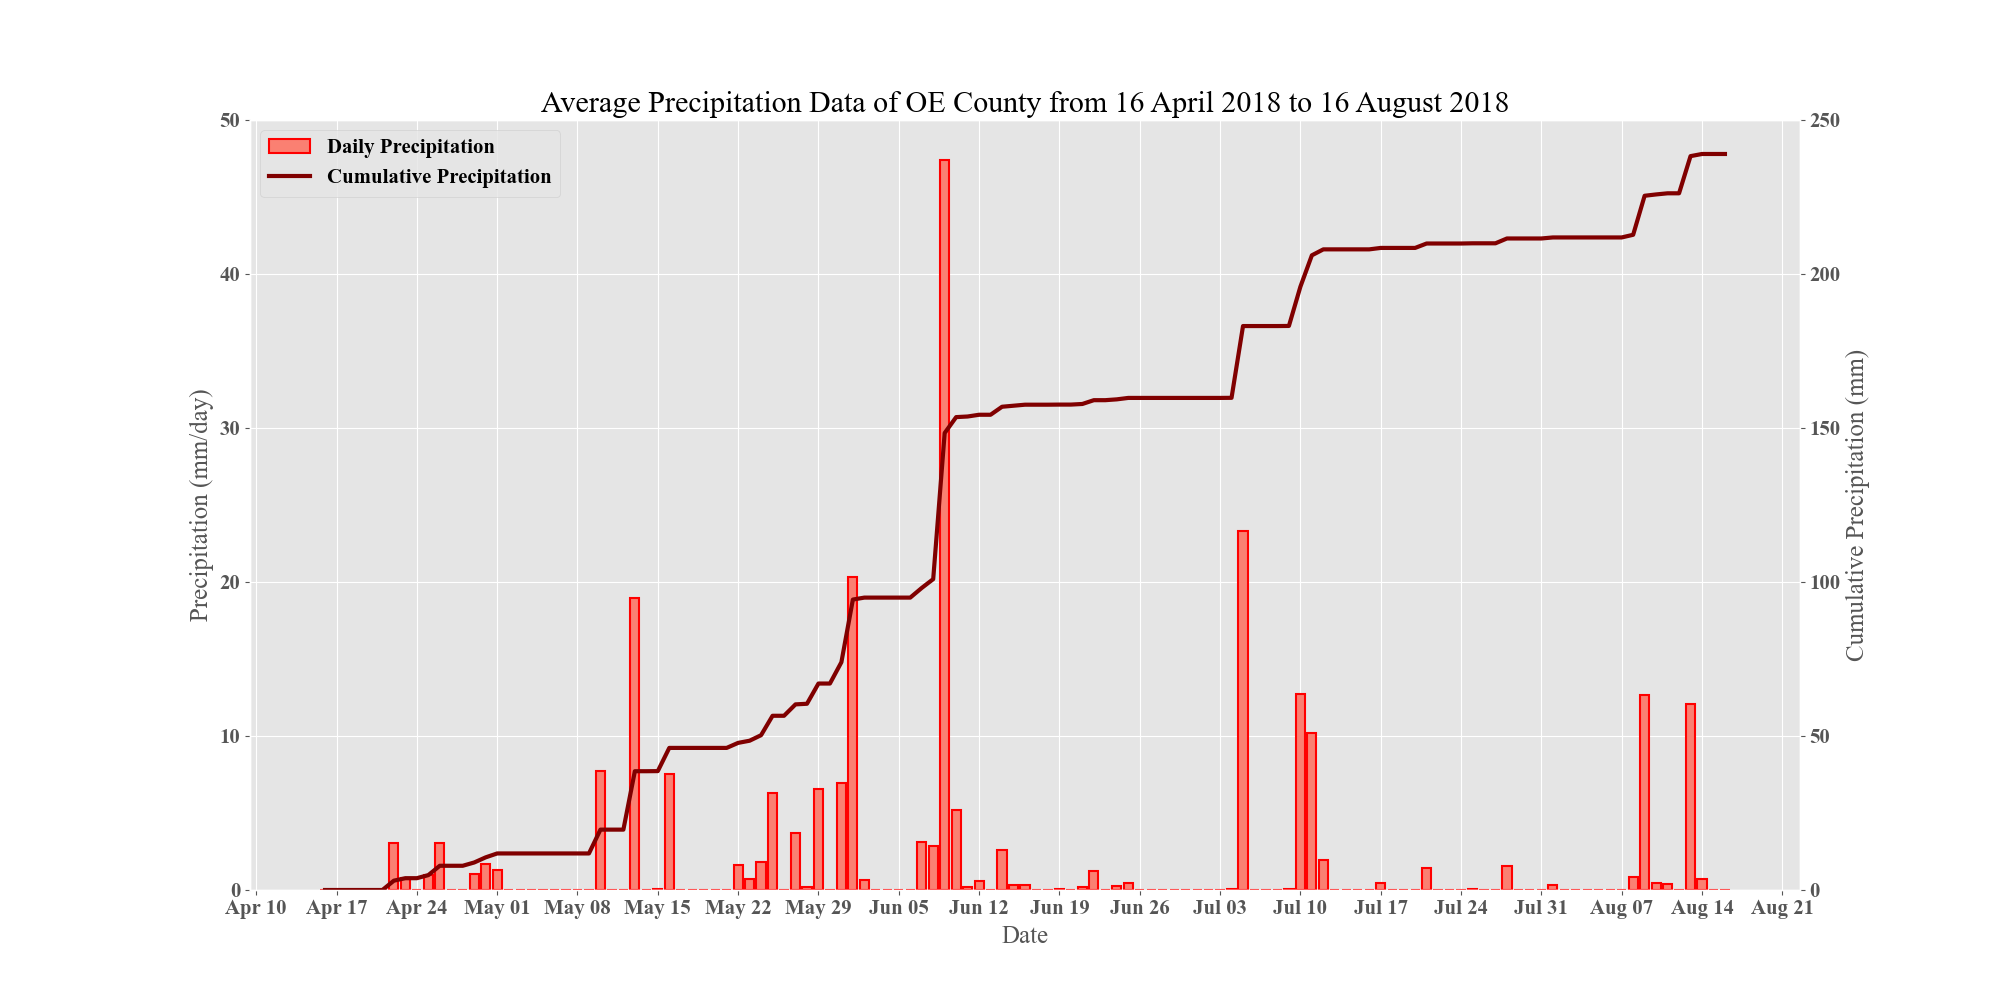 Average Precipitation Data of OE County from 16 April 2018 to 16 August 2018
Daily Precipitation
Cumulative Precipitation
50
40
30
20
10
0
Precipitation (mm/day)
250
200
150
100
50
0
Cumulative Precipitation (mm)
Apr 10 Apr 17 Apr 24 May 01 May 08 May 15 May 22 May 29 Jun 05 Jun 12 Jun 19 Jun 26 Jul 03 Jul 10 Jul 17 Jul 24 Jul 31 Aug 07 Aug 14 Aug 21
Date